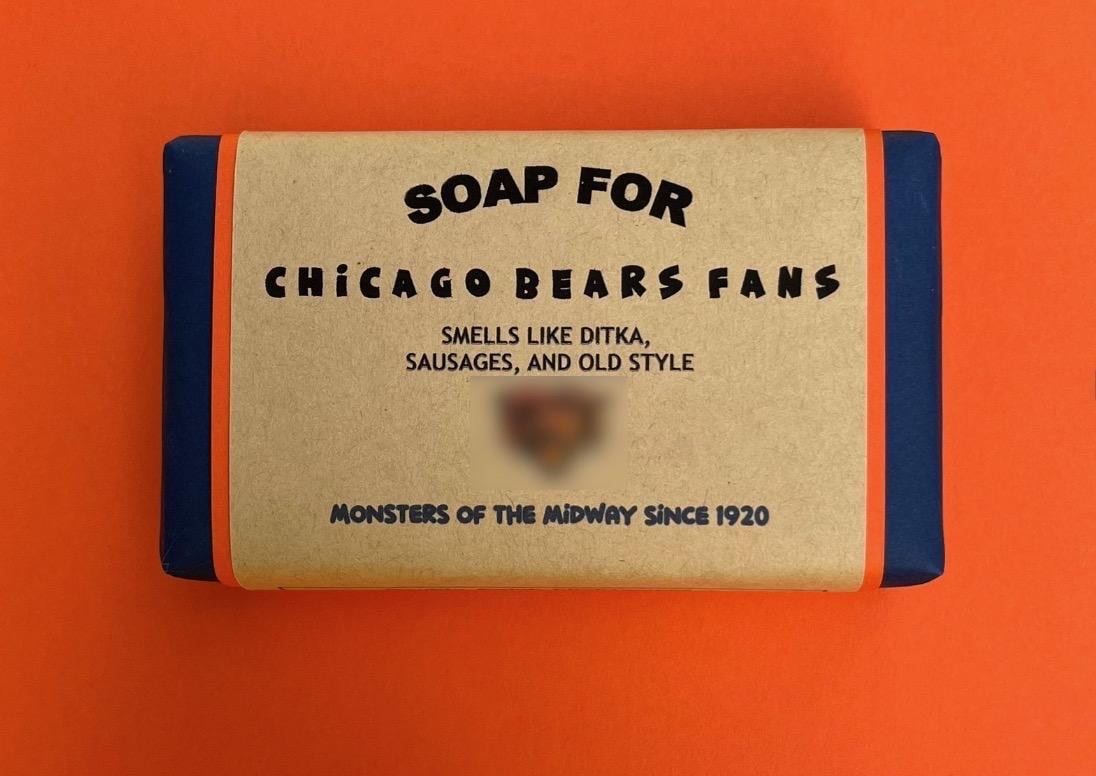 SOAP FOR
CHiCAGO BEARS FANS
SMELLS LIKE DITKA,
SAUSAGES, AND OLD STYLE
MONSTERS OF THE MiDWAY SiNCE 1920